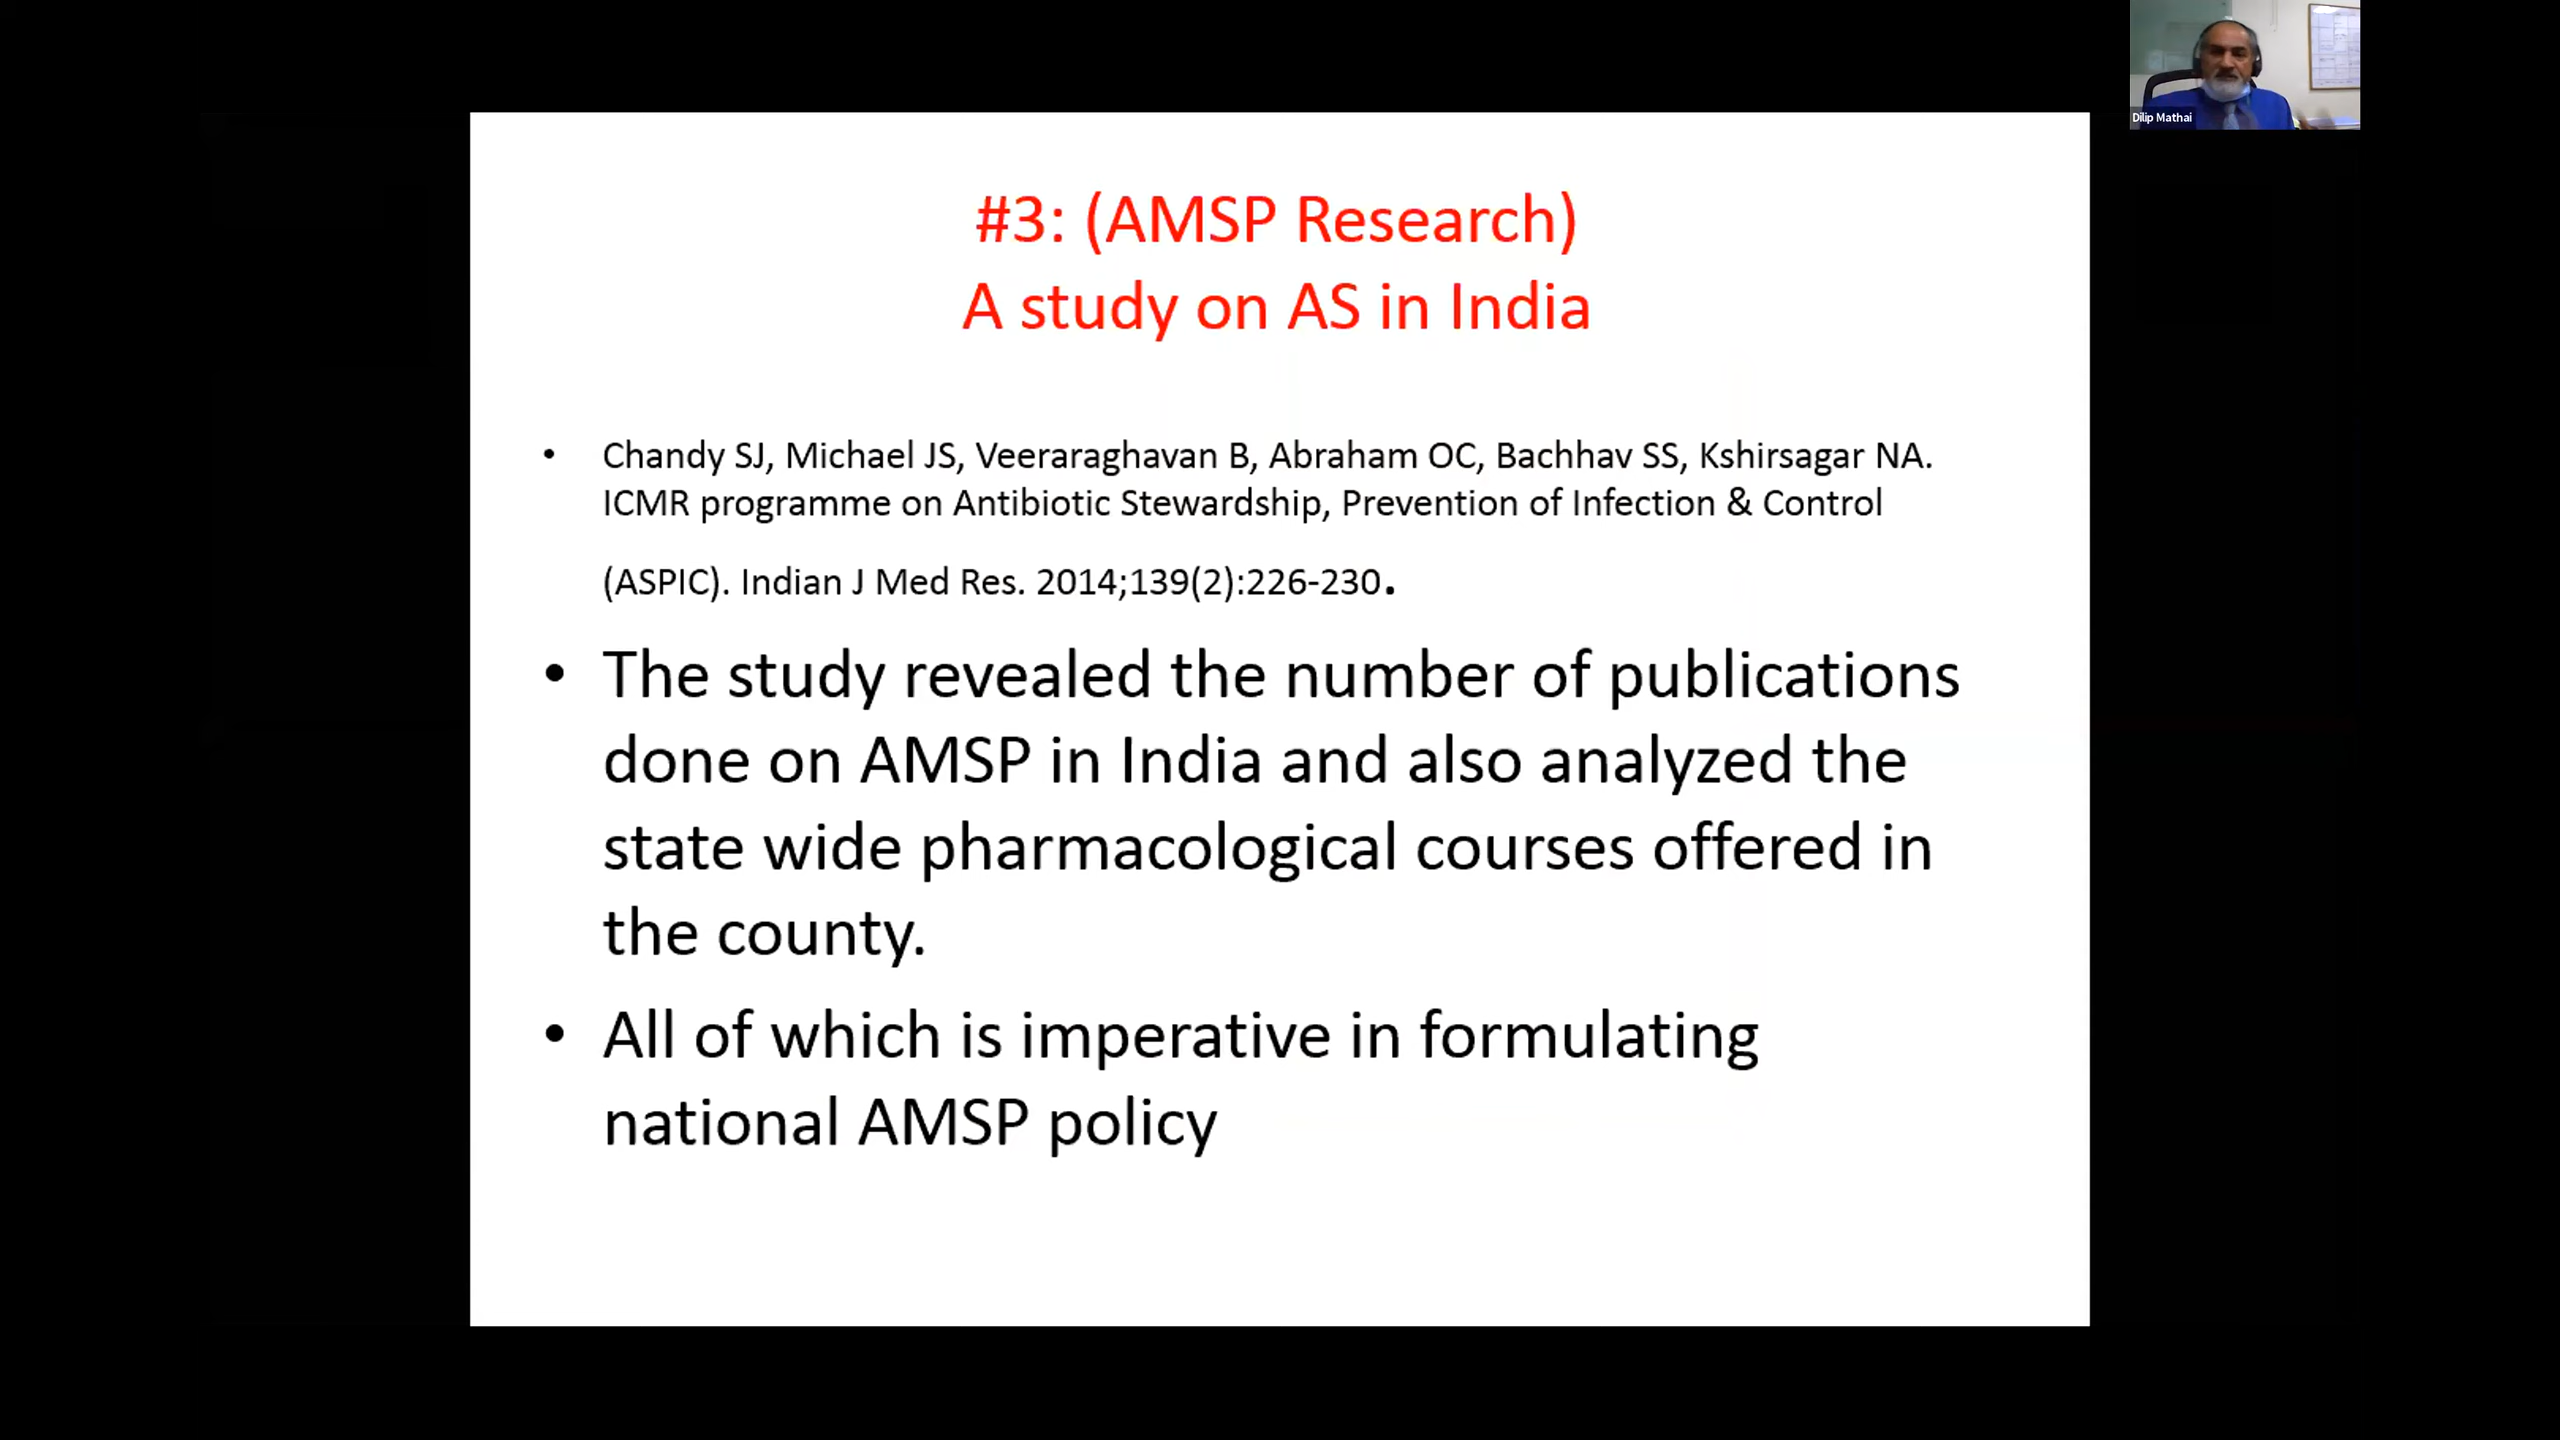 #3: (AMSP Research)
A study on AS in India
• Chandy SJ, Michael JS, Veeraraghavan B, Abraham OC, Bachhav SS, Kshirsagar NA.
ICMR programme on Antibiotic Stewardship, Prevention of Infection & Control
(ASPIC). Indian J Med Res. 2014;139(2):226-230.
• The study revealed the number of publications
done on AMSP in India and also analyzed the
state wide pharmacological courses offered in
the county.
• All of which is imperative in formulating
national AMSP policy
Dilip Mathai